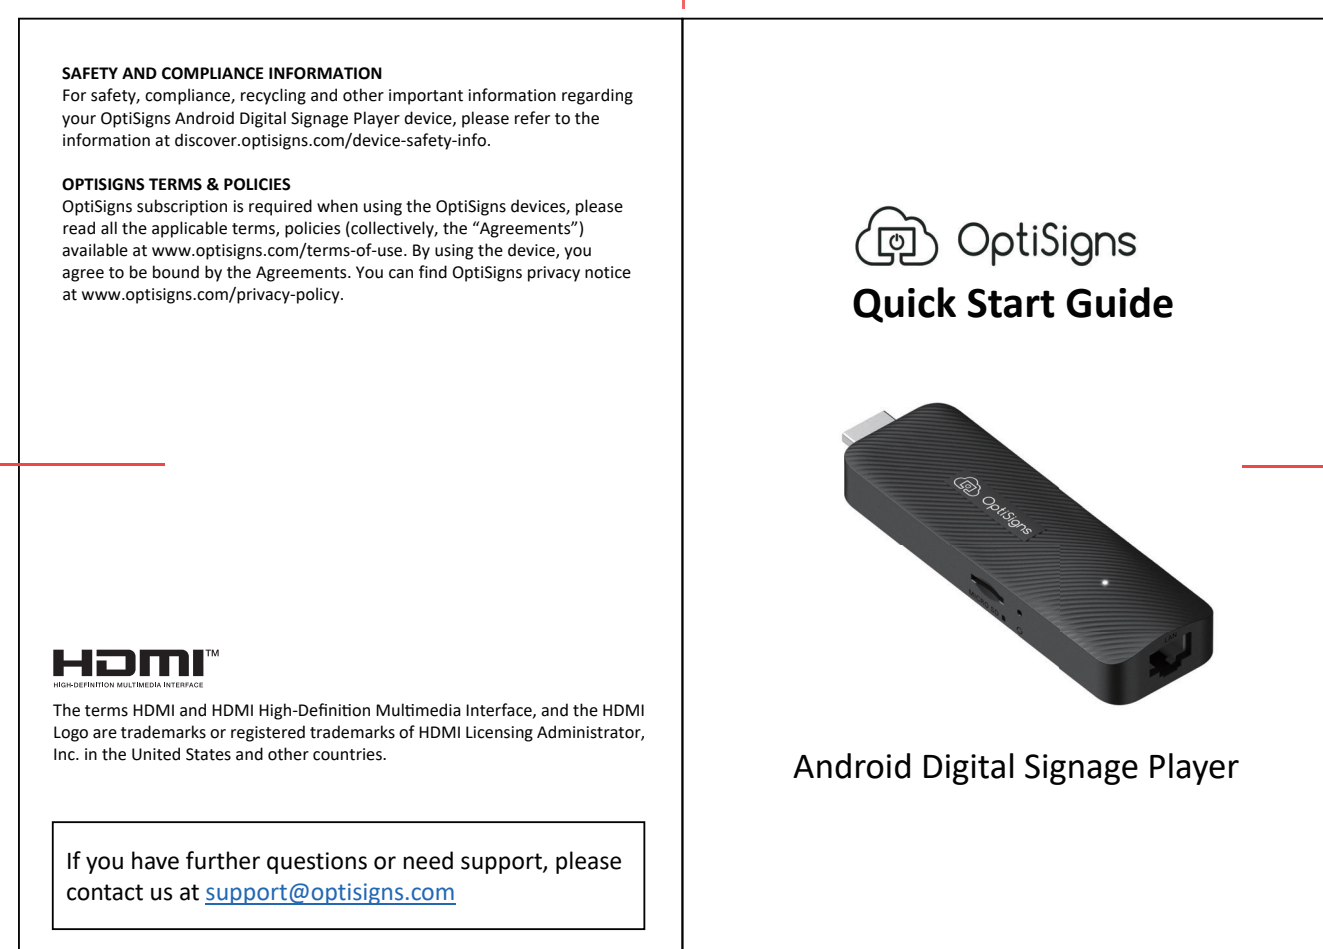 SAFETY AND COMPLIANCE INFORMATION
For safety, compliance, recycling and other important information regarding
your OptiSigns Android Digital Signage Player device, please refer to the
information at discover.optisigns.com/device-safety-info.
OPTISIGNS TERMS & POLICIES
OptiSigns subscription is required when using the OptiSigns devices, please
read all the applicable terms, policies (collectively, the “Agreements”)
available at www.optisigns.com/terms-of-use. By using the device, you
agree to be bound by the Agreements. You can find OptiSigns privacy notice
at www.optisigns.com/privacy-policy.
HDMI™
HIGH-DEFINITION MULTIMEDIA INTERFACE
The terms HDMI and HDMI High-Definition Multimedia Interface, and the HDMI
Logo are trademarks or registered trademarks of HDMI Licensing Administrator,
Inc. in the United States and other countries.
If you have further questions or need support, please
contact us at support@optisigns.com
OptiSigns
Quick Start Guide
OptiSigns
MICRO SD
LAN
Android Digital Signage Player